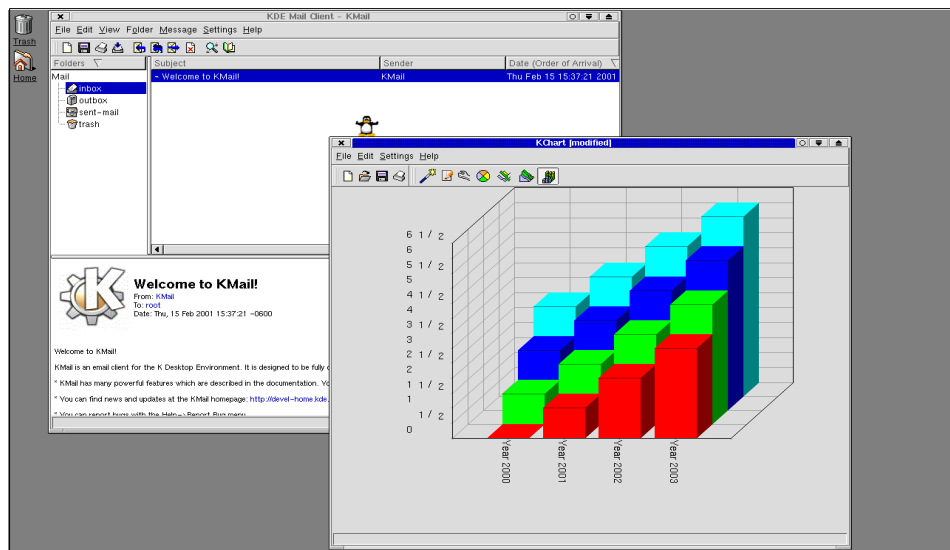 KDE Mail Client - KMail
Trash
Home
File Edit View Folder Message Settings Help
Folders
Subject Sender Date (Order of Arrival)
Mail
~ Welcome to KMail! KMail Thu Feb 15 15:37:21 2001
inbox
outbox
sent-mail
trash
K
Welcome to KMail!
From: KMail
To: root
Date: Thu, 15 Feb 2001 15:37:21 -0600
Welcome to KMail!
KMail is an email client for the K Desktop Environment. It is designed to be fully
* KMail has many powerful features which are described in the documentation.
* You can find news and updates at the KMail homepage: http://devel-home.kde.
* You can report bugs with the Help->Report Bug menu
KChart [modified]
File Edit Settings Help
6 1 / 2
6
5 1 / 2
5
4 1 / 2
4
3 1 / 2
3
2 1 / 2
2
1 1 / 2
1
1 / 2
0
Year 2000
Year 2001
Year 2002
Year 2003